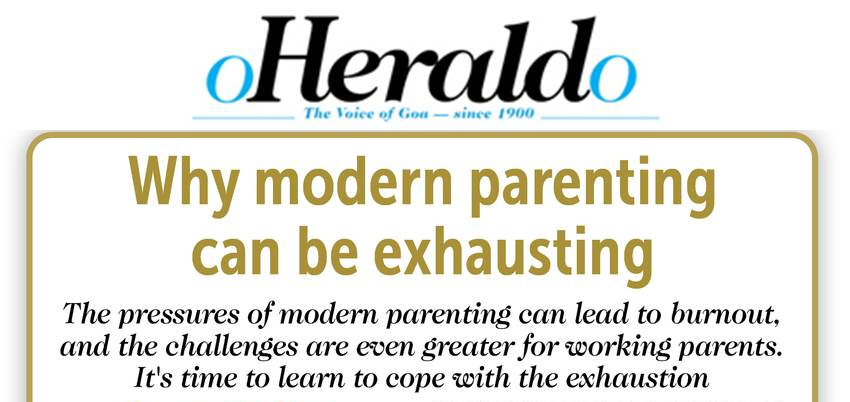 oHeraldo
The Voice of Goa — since 1900
Why modern parenting
can be exhausting
The pressures of modern parenting can lead to burnout,
and the challenges are even greater for working parents.
It's time to learn to cope with the exhaustion